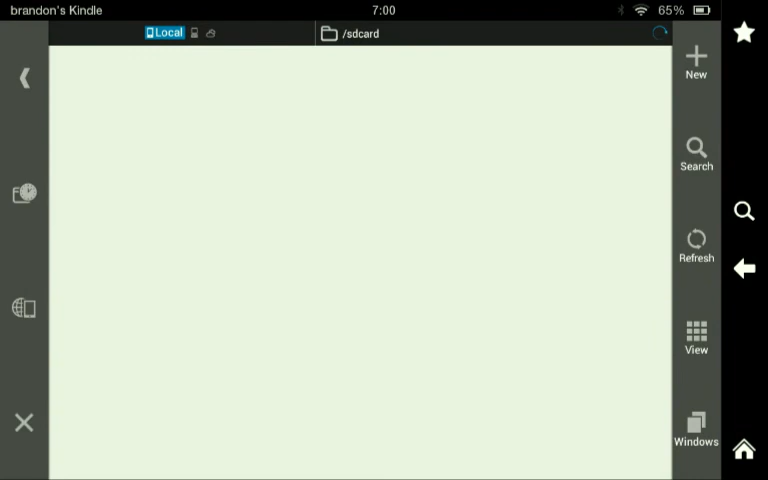 brandon's Kindle
7:00
65%
Local
/sdcard
New
Search
Refresh
View
Windows